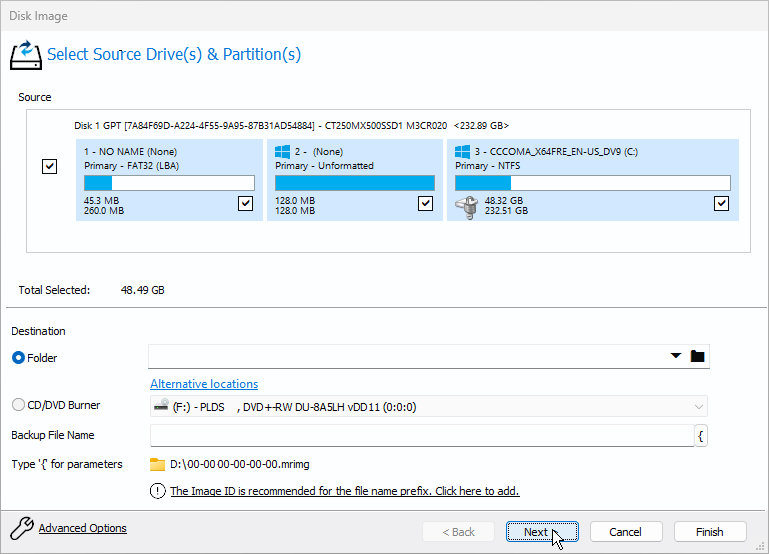 Disk Image
Select Source Drive(s) & Partition(s)
Source
Disk 1 GPT [7A84F69D-A224-4F55-9A95-87B31AD54884] - CT250MX500SSD1 M3CR020 <232.89 GB>
1 - NO NAME (None)
Primary - FAT32 (LBA)
45.3 MB
260.0 MB
2 - (None)
Primary - Unformatted
128.0 MB
128.0 MB
3 - CCCOMA_X64FRE_EN-US_DV9 (C:)
Primary - NTFS
48.32 GB
232.51 GB
Total Selected: 48.49 GB
Destination
Folder
Alternative locations
CD/DVD Burner (F:) - PLDS , DVD+-RW DU-8A5LH vDD11 (0:0:0)
Backup File Name {
Type '{' for parameters D:\00-00 00-00-00-00.mrimg
The Image ID is recommended for the file name prefix. Click here to add.
Advanced Options < Back Next > Cancel Finish